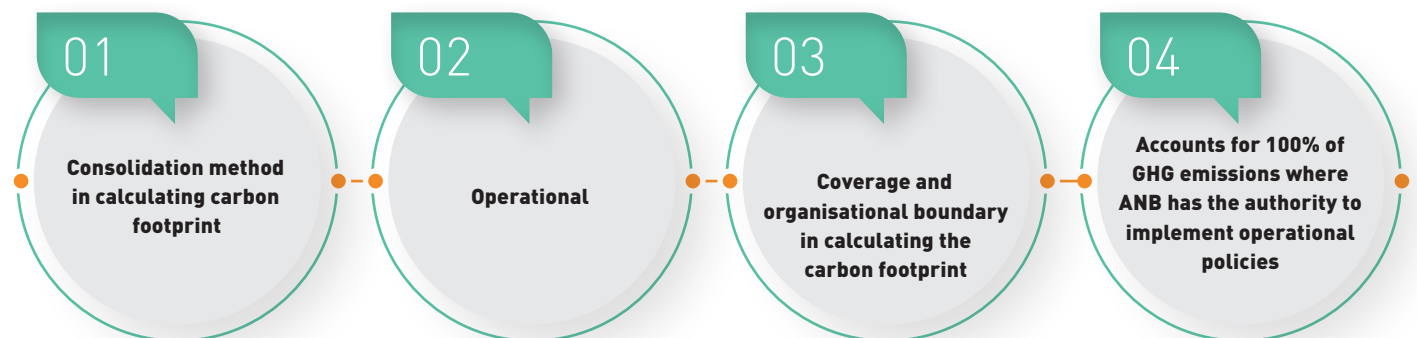 01
Consolidation method
in calculating carbon
footprint
02
Operational
03
Coverage and
organisational boundary
in calculating the
carbon footprint
04
Accounts for 100% of
GHG emissions where
ANB has the authority to
implement operational
policies